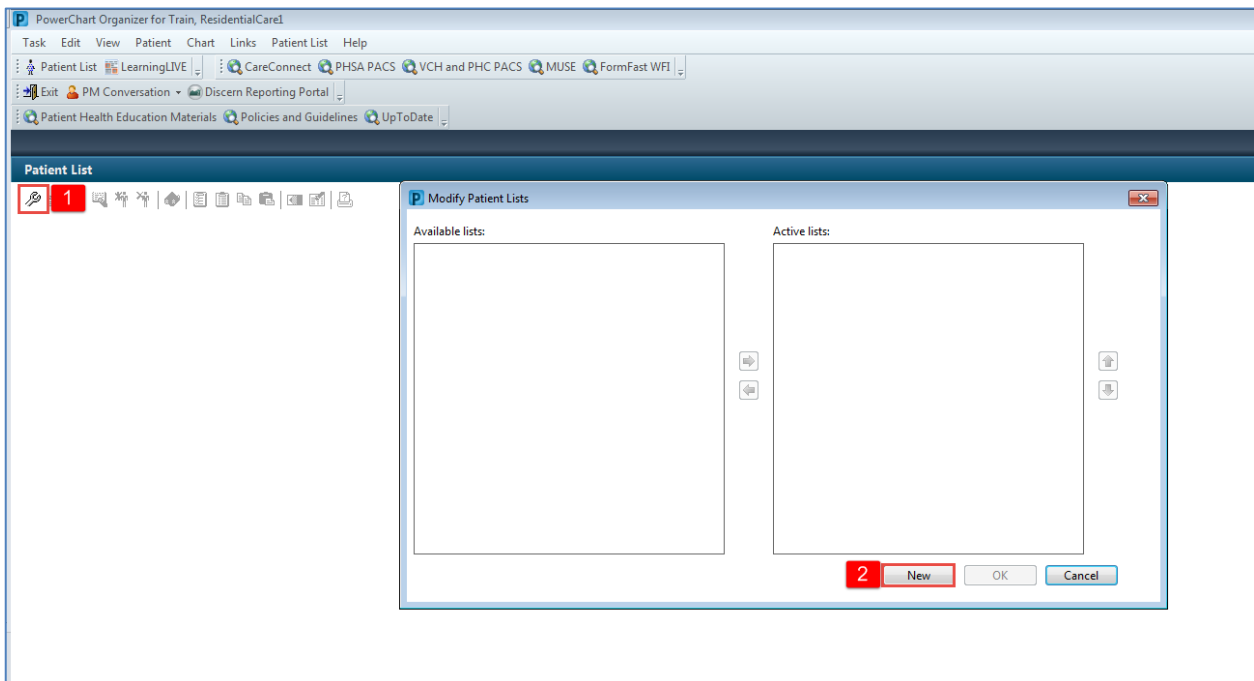 P PowerChart Organizer for Train, ResidentialCare1
Task Edit View Patient Chart Links Patient List Help
Patient List LearningLIVE CareConnect PHSA PACS VCH and PHC PACS MUSE FormFast WFI
Exit PM Conversation Discern Reporting Portal
Patient Health Education Materials Policies and Guidelines UpToDate
Patient List
1
P Modify Patient Lists
Available lists: Active lists:
2 New OK Cancel